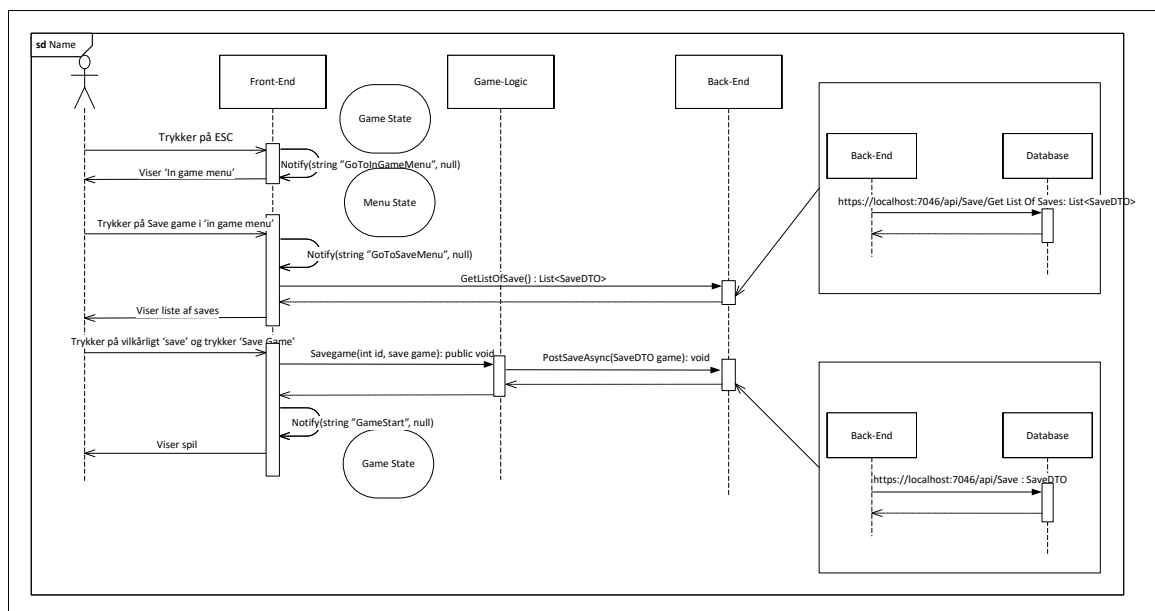 sd Name
Front-End
Game-Logic
Back-End
Game State
Trykker på ESC
Notify(string "GoToInGameMenu", null)
Viser 'In game menu'
Menu State
Trykker på Save game i 'in game menu'
Notify(string "GoToSaveMenu", null)
GetListOfSave() : List<SaveDTO>
Viser liste af saves
Trykker på vilkårligt 'save' og trykker 'Save Game'
Savegame(int id, save game): public void
PostSaveAsync(SaveDTO game): void
Notify(string "GameStart", null)
Viser spil
Game State
Back-End
Database
https://localhost:7046/api/Save/Get List Of Saves: List<SaveDTO>
Back-End
Database
https://localhost:7046/api/Save : SaveDTO